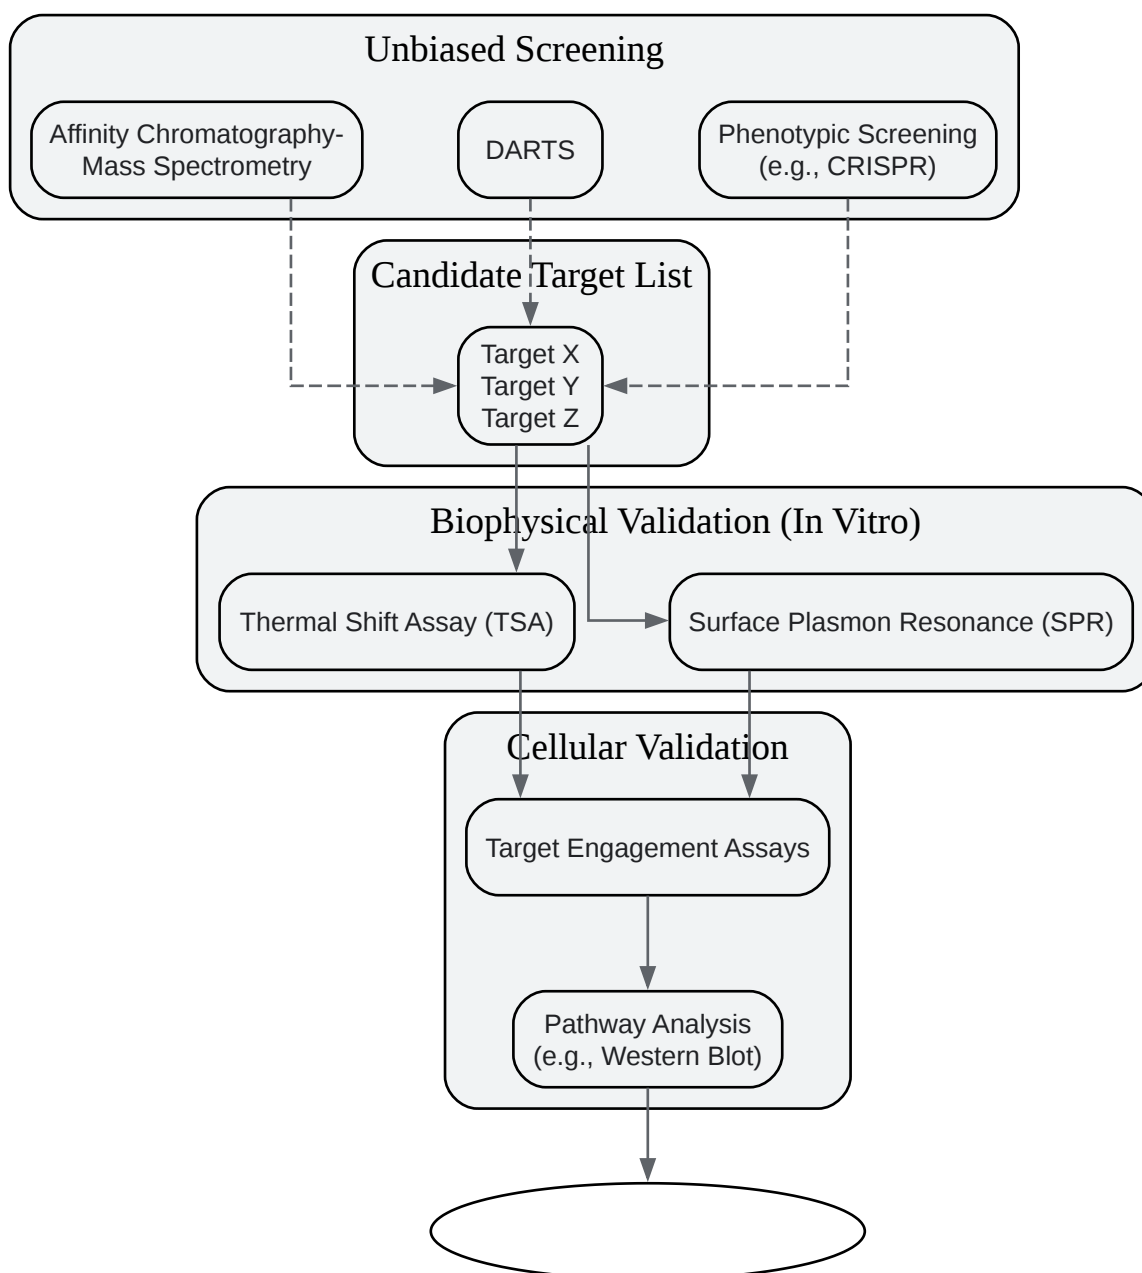 Unbiased Screening
Affinity Chromatography-
Mass Spectrometry
DARTS
Phenotypic Screening
(e.g., CRISPR)
Candidate Target List
Target X
Target Y
Target Z
Biophysical Validation (In Vitro)
Thermal Shift Assay (TSA)
Surface Plasmon Resonance (SPR)
Cellular Validation
Target Engagement Assays
Pathway Analysis
(e.g., Western Blot)